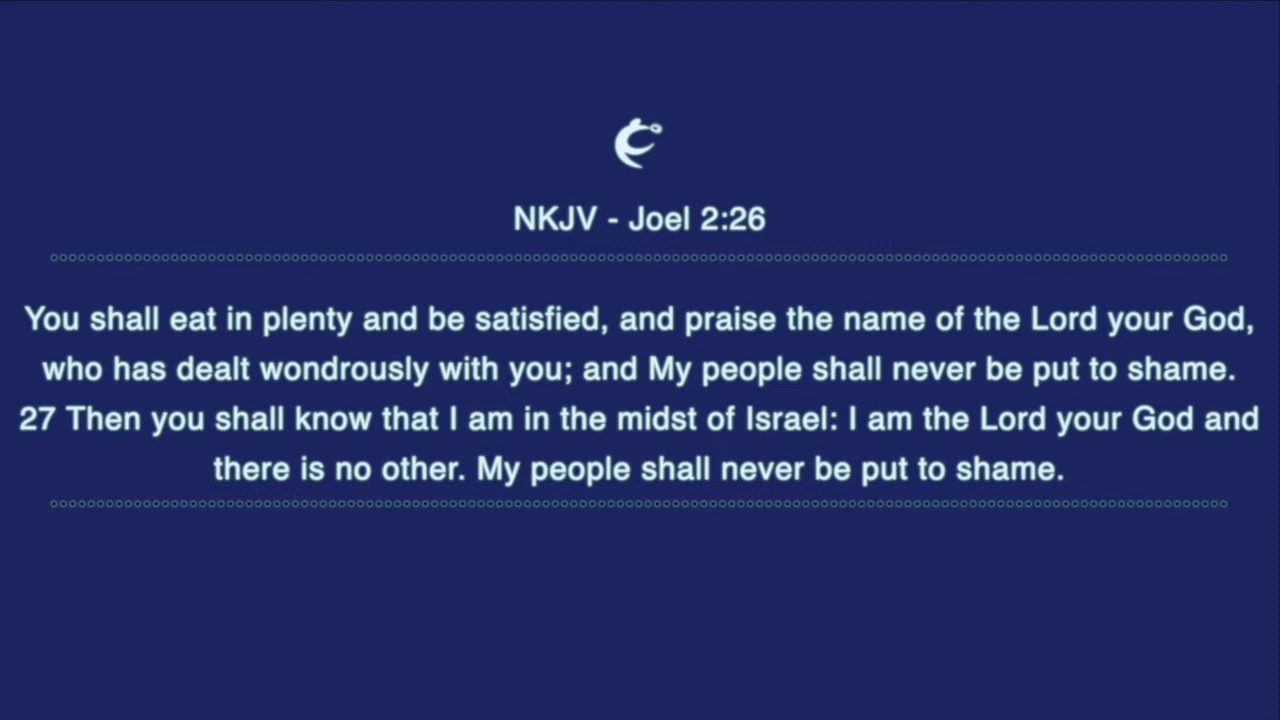 NKJV - Joel 2:26
You shall eat in plenty and be satisfied, and praise the name of the Lord your God,
who has dealt wondrously with you; and My people shall never be put to shame.
27 Then you shall know that I am in the midst of Israel: I am the Lord your God and
there is no other. My people shall never be put to shame.